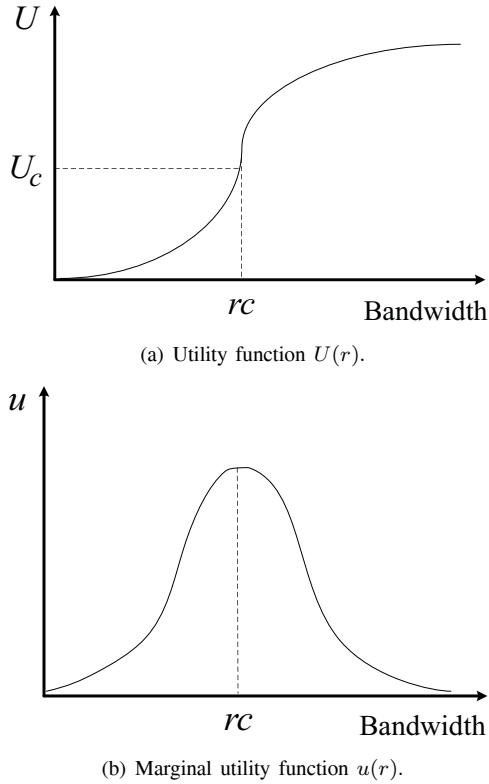 U
U_c
rc
Bandwidth
(a) Utility function U(r).
u
rc
Bandwidth
(b) Marginal utility function u(r).